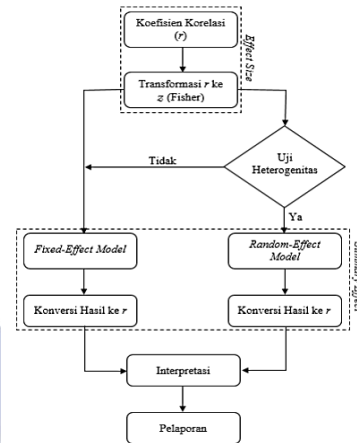 Koefisien Korelasi
(r)
Effect Size
Transformasi r ke
z (Fisher)
Uji
Heterogenitas
Tidak
Ya
Fixed-Effect Model
Random-Effect
Model
Konversi Hasil ke r
Konversi Hasil ke r
Interpretasi
Pelaporan